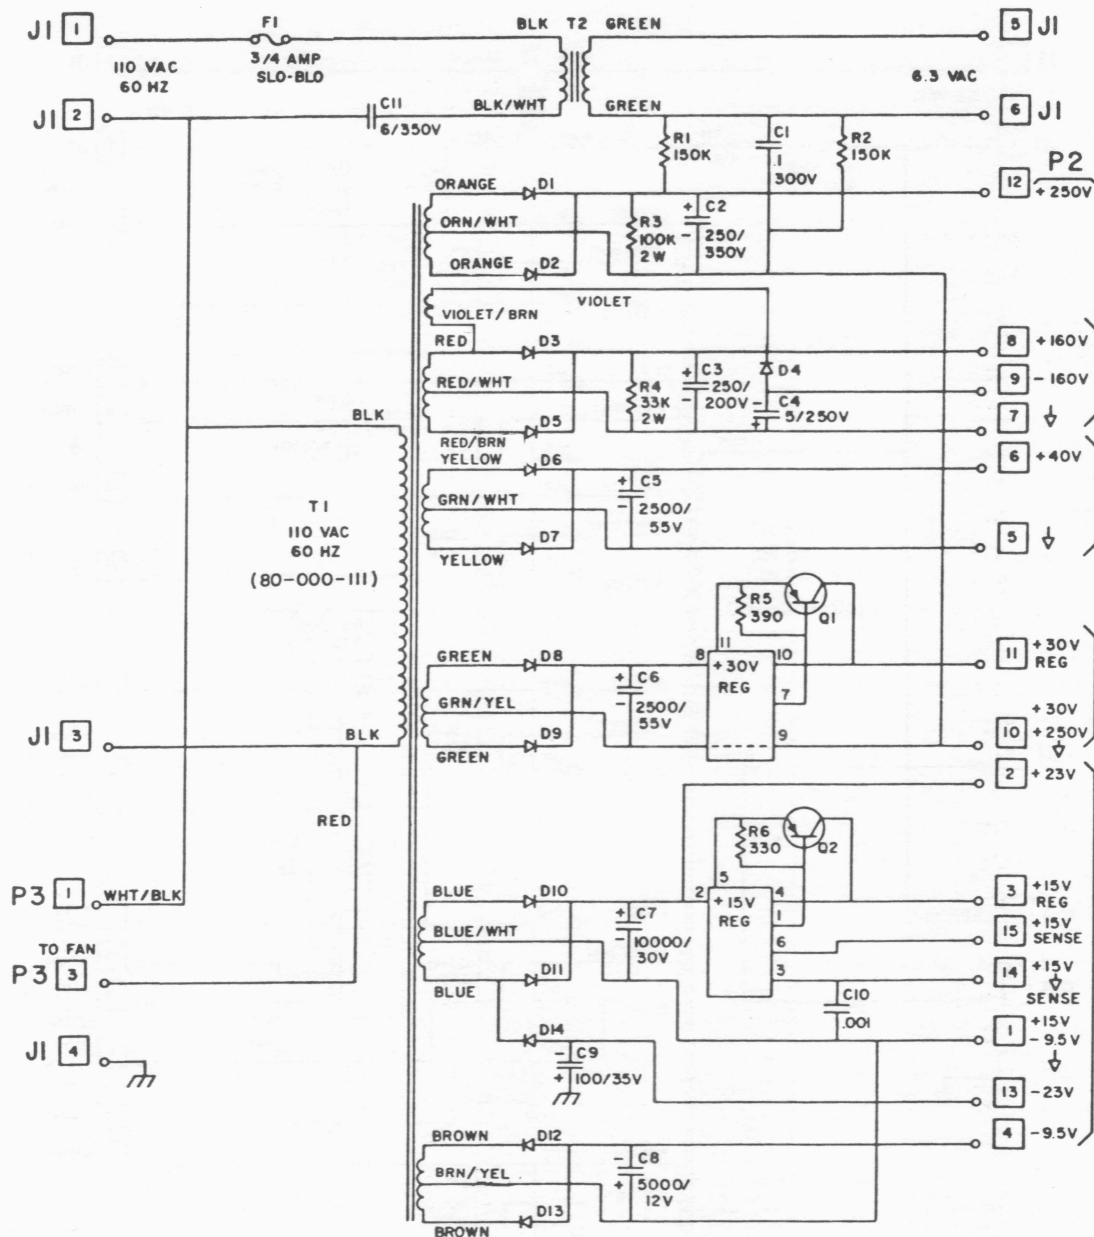 J1 1
F1
3/4 AMP
SLO-BLO
BLK T2 GREEN
5 J1
110 VAC
60 HZ
6.3 VAC
J1 2
C11
6/350V
BLK/WHT
GREEN
6 J1
R1
150K
C1
.1
300V
R2
150K
P2
12 +250V
ORANGE
D1
ORN/WHT
R3
100K
2W
+ C2
- 250/
350V
ORANGE
D2
VIOLET
VIOLET/BRN
RED
D3
8 +160V
RED/WHT
R4
33K
2W
+ C3
- 250/
200V
D4
9 -160V
- C4
+ 5/250V
7
BLK
D5
RED/BRN
YELLOW
D6
6 +40V
GRN/WHT
+ C5
- 2500/
55V
T1
110 VAC
60 HZ
(80-000-111)
D7
YELLOW
5
R5
390
Q1
11
GREEN
D8
8
+30V
REG
10
7
9
11 +30V
REG
GRN/YEL
+ C6
- 2500/
55V
J1 3
BLK
D9
GREEN
+30V
10 +250V
2 +23V
RED
R6
330
Q2
5
P3 1 WHT/BLK
BLUE
D10
2
+15V
REG
4
1
6
3
3 +15V
REG
BLUE/WHT
+ C7
- 10000/
30V
15 +15V
SENSE
TO FAN
P3 3
D11
BLUE
14 +15V
SENSE
C10
.001
D14
1 +15V
-9.5V
J1 4
- C9
+ 100/35V
13 -23V
BROWN
D12
4 -9.5V
BRN/YEL
- C8
+ 5000/
12V
D13
BROWN